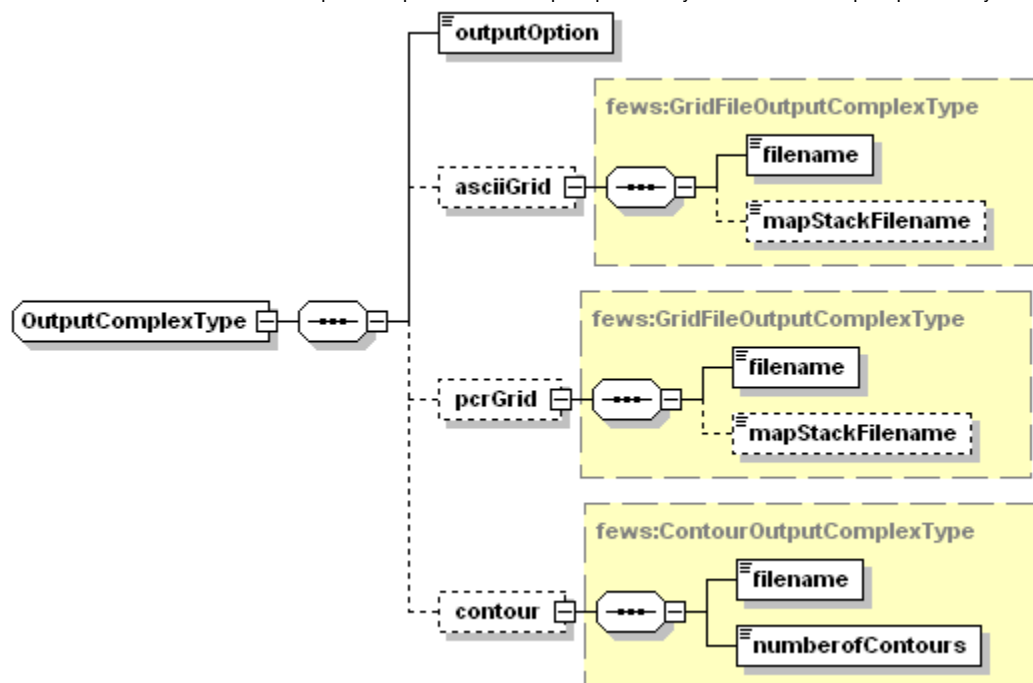 outputOption
fews:GridFileOutputComplexType
filename
asciiGrid
mapStackFilename
OutputComplexType
fews:GridFileOutputComplexType
filename
pcrGrid
mapStackFilename
fews:ContourOutputComplexType
filename
contour
numberofContours